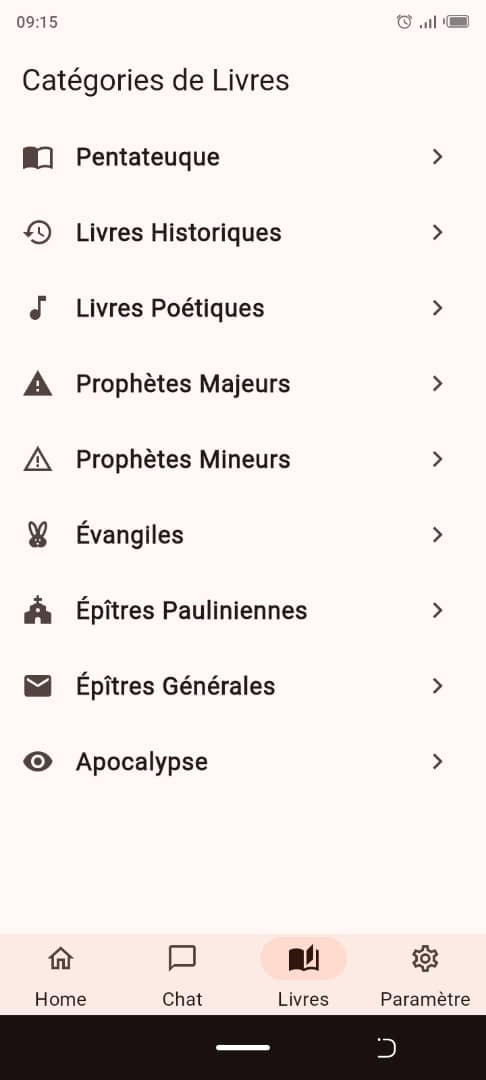 09:15
Catégories de Livres
Pentateuque
Livres Historiques
Livres Poétiques
Prophètes Majeurs
Prophètes Mineurs
Évangiles
Épîtres Pauliniennes
Épîtres Générales
Apocalypse
Home Chat Livres Paramètre